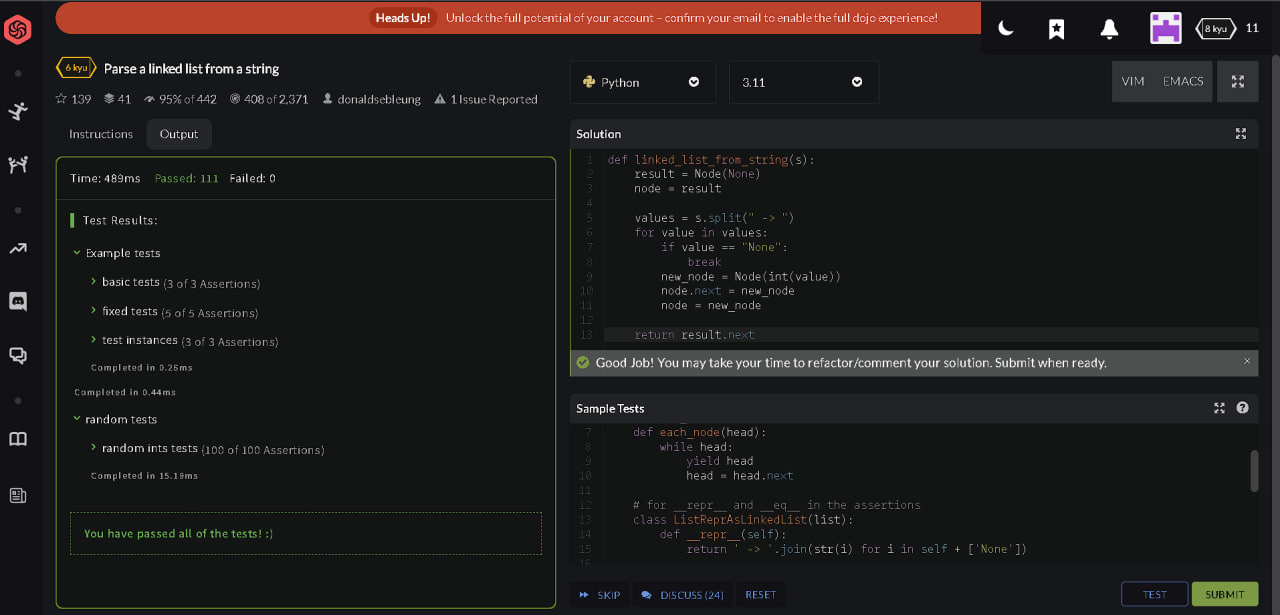 Heads Up! Unlock the full potential of your account – confirm your email to enable the full dojo experience!
8 kyu 11
6 kyu Parse a linked list from a string
139 41 95% of 442 408 of 2,371 donaldsebleung 1 Issue Reported
Instructions Output
Time: 489ms Passed: 111 Failed: 0
Test Results:
Example tests
basic tests (3 of 3 Assertions)
fixed tests (5 of 5 Assertions)
test instances (3 of 3 Assertions)
Completed in 0.26ms
Completed in 0.44ms
random tests
random ints tests (100 of 100 Assertions)
Completed in 15.19ms
You have passed all of the tests! :)
Python 3.11 VIM EMACS
Solution
1 def linked_list_from_string(s):
2 result = Node(None)
3 node = result
4
5 values = s.split(" -> ")
6 for value in values:
7 if value == "None":
8 break
9 new_node = Node(int(value))
10 node.next = new_node
11 node = new_node
12
13 return result.next
Good Job! You may take your time to refactor/comment your solution. Submit when ready.
Sample Tests
7 def each_node(head):
8 while head:
9 yield head
10 head = head.next
11
12 # for __repr__ and __eq__ in the assertions
13 class ListReprAsLinkedList(list):
14 def __repr__(self):
15 return ' -> '.join(str(i) for i in self + ['None'])
SKIP DISCUSS (24) RESET TEST SUBMIT